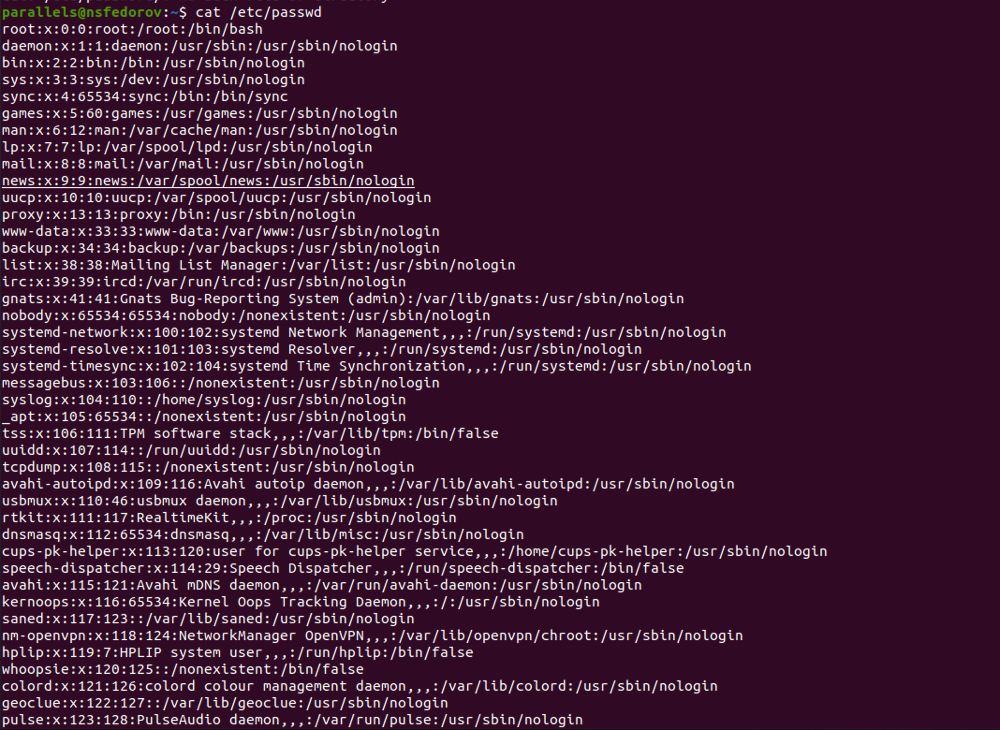 parallels@nsfedorov:~$ cat /etc/passwd
root:x:0:0:root:/root:/bin/bash
daemon:x:1:1:daemon:/usr/sbin:/usr/sbin/nologin
bin:x:2:2:bin:/bin:/usr/sbin/nologin
sys:x:3:3:sys:/dev:/usr/sbin/nologin
sync:x:4:65534:sync:/bin:/bin/sync
games:x:5:60:games:/usr/games:/usr/sbin/nologin
man:x:6:12:man:/var/cache/man:/usr/sbin/nologin
lp:x:7:7:lp:/var/spool/lpd:/usr/sbin/nologin
mail:x:8:8:mail:/var/mail:/usr/sbin/nologin
news:x:9:9:news:/var/spool/news:/usr/sbin/nologin
uucp:x:10:10:uucp:/var/spool/uucp:/usr/sbin/nologin
proxy:x:13:13:proxy:/bin:/usr/sbin/nologin
www-data:x:33:33:www-data:/var/www:/usr/sbin/nologin
backup:x:34:34:backup:/var/backups:/usr/sbin/nologin
list:x:38:38:Mailing List Manager:/var/list:/usr/sbin/nologin
irc:x:39:39:ircd:/var/run/ircd:/usr/sbin/nologin
gnats:x:41:41:Gnats Bug-Reporting System (admin):/var/lib/gnats:/usr/sbin/nologin
nobody:x:65534:65534:nobody:/nonexistent:/usr/sbin/nologin
systemd-network:x:100:102:systemd Network Management,,,:/run/systemd:/usr/sbin/nologin
systemd-resolve:x:101:103:systemd Resolver,,,:/run/systemd:/usr/sbin/nologin
systemd-timesync:x:102:104:systemd Time Synchronization,,,:/run/systemd:/usr/sbin/nologin
messagebus:x:103:106::/nonexistent:/usr/sbin/nologin
syslog:x:104:110::/home/syslog:/usr/sbin/nologin
_apt:x:105:65534::/nonexistent:/usr/sbin/nologin
tss:x:106:111:TPM software stack,,,:/var/lib/tpm:/bin/false
uuidd:x:107:114::/run/uuidd:/usr/sbin/nologin
tcpdump:x:108:115::/nonexistent:/usr/sbin/nologin
avahi-autoipd:x:109:116:Avahi autoip daemon,,,:/var/lib/avahi-autoipd:/usr/sbin/nologin
usbmux:x:110:46:usbmux daemon,,,:/var/lib/usbmux:/usr/sbin/nologin
rtkit:x:111:117:RealtimeKit,,,:/proc:/usr/sbin/nologin
dnsmasq:x:112:65534:dnsmasq,,,:/var/lib/misc:/usr/sbin/nologin
cups-pk-helper:x:113:120:user for cups-pk-helper service,,,:/home/cups-pk-helper:/usr/sbin/nologin
speech-dispatcher:x:114:29:Speech Dispatcher,,,:/run/speech-dispatcher:/bin/false
avahi:x:115:121:Avahi mDNS daemon,,,:/var/run/avahi-daemon:/usr/sbin/nologin
kernoops:x:116:65534:Kernel Oops Tracking Daemon,,,:/:/usr/sbin/nologin
saned:x:117:123::/var/lib/saned:/usr/sbin/nologin
nm-openvpn:x:118:124:NetworkManager OpenVPN,,,:/var/lib/openvpn/chroot:/usr/sbin/nologin
hplip:x:119:7:HPLIP system user,,,:/run/hplip:/bin/false
whoopsie:x:120:125::/nonexistent:/bin/false
colord:x:121:126:colord colour management daemon,,,:/var/lib/colord:/usr/sbin/nologin
geoclue:x:122:127::/var/lib/geoclue:/usr/sbin/nologin
pulse:x:123:128:PulseAudio daemon,,,:/var/run/pulse:/usr/sbin/nologin